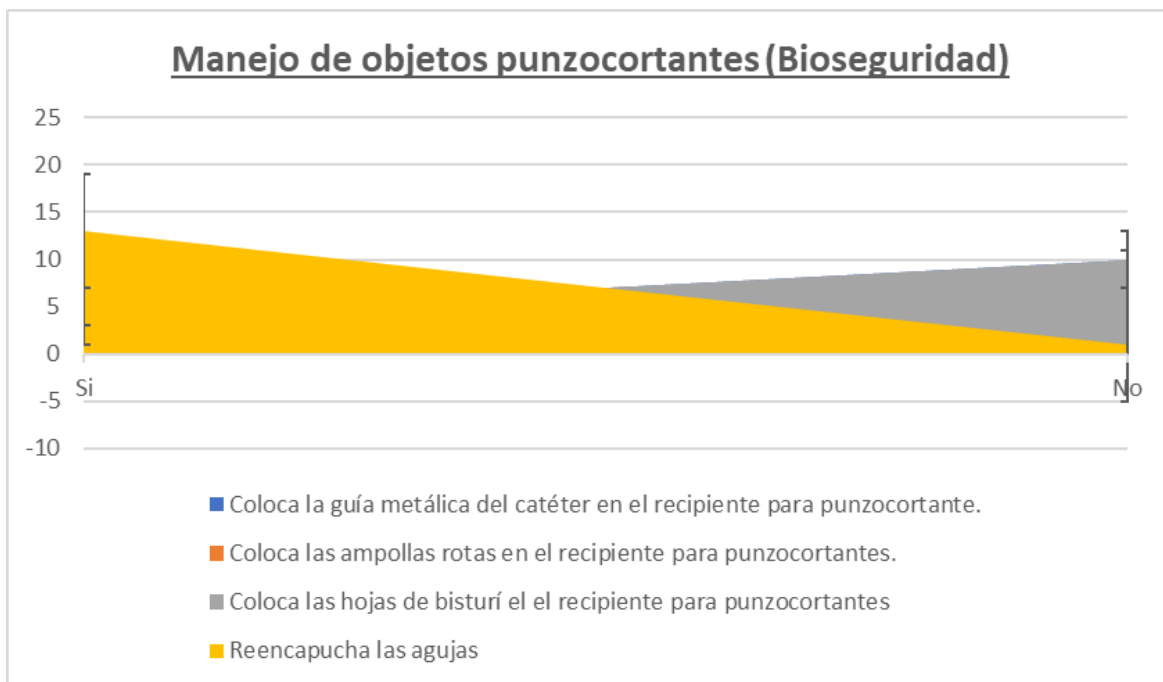 Manejo de objetos punzocortantes (Bioseguridad)
25
20
15
10
5
0
Si
No
-5
-10
Coloca la guía metálica del catéter en el recipiente para punzocortante.
Coloca las ampollas rotas en el recipiente para punzocortantes.
Coloca las hojas de bisturí el el recipiente para punzocortantes
Reencapucha las agujas